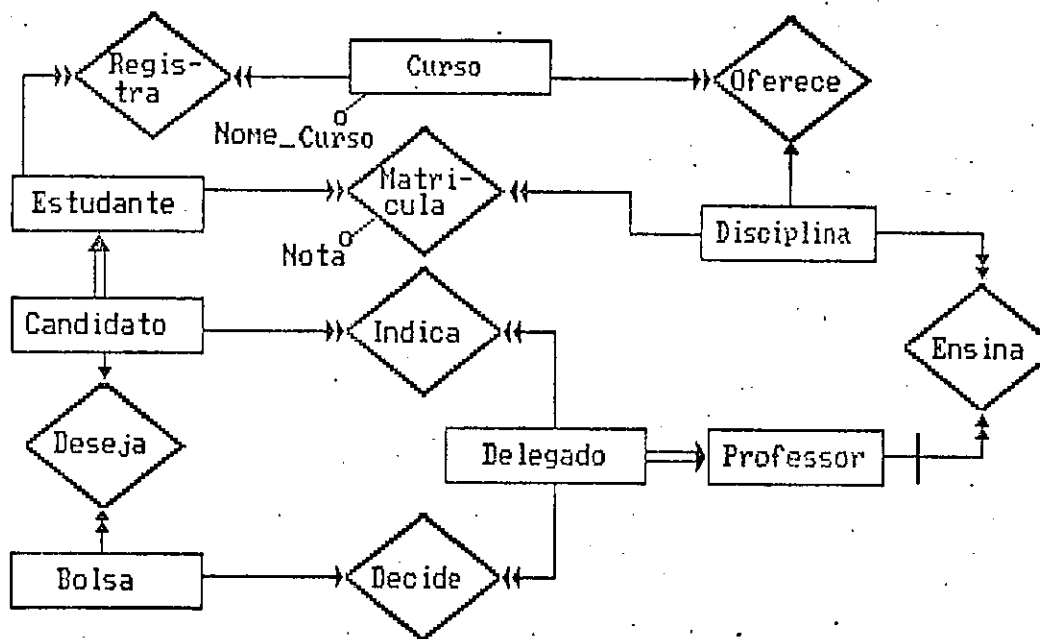 Regis-
tra
Curso
Oferece
Nome_Curso
Estudante
Matri-
cula
Disciplina
Nota
Candidato
Indica
Ensina
Deseja
Delegado
Professor
Bolsa
Decide